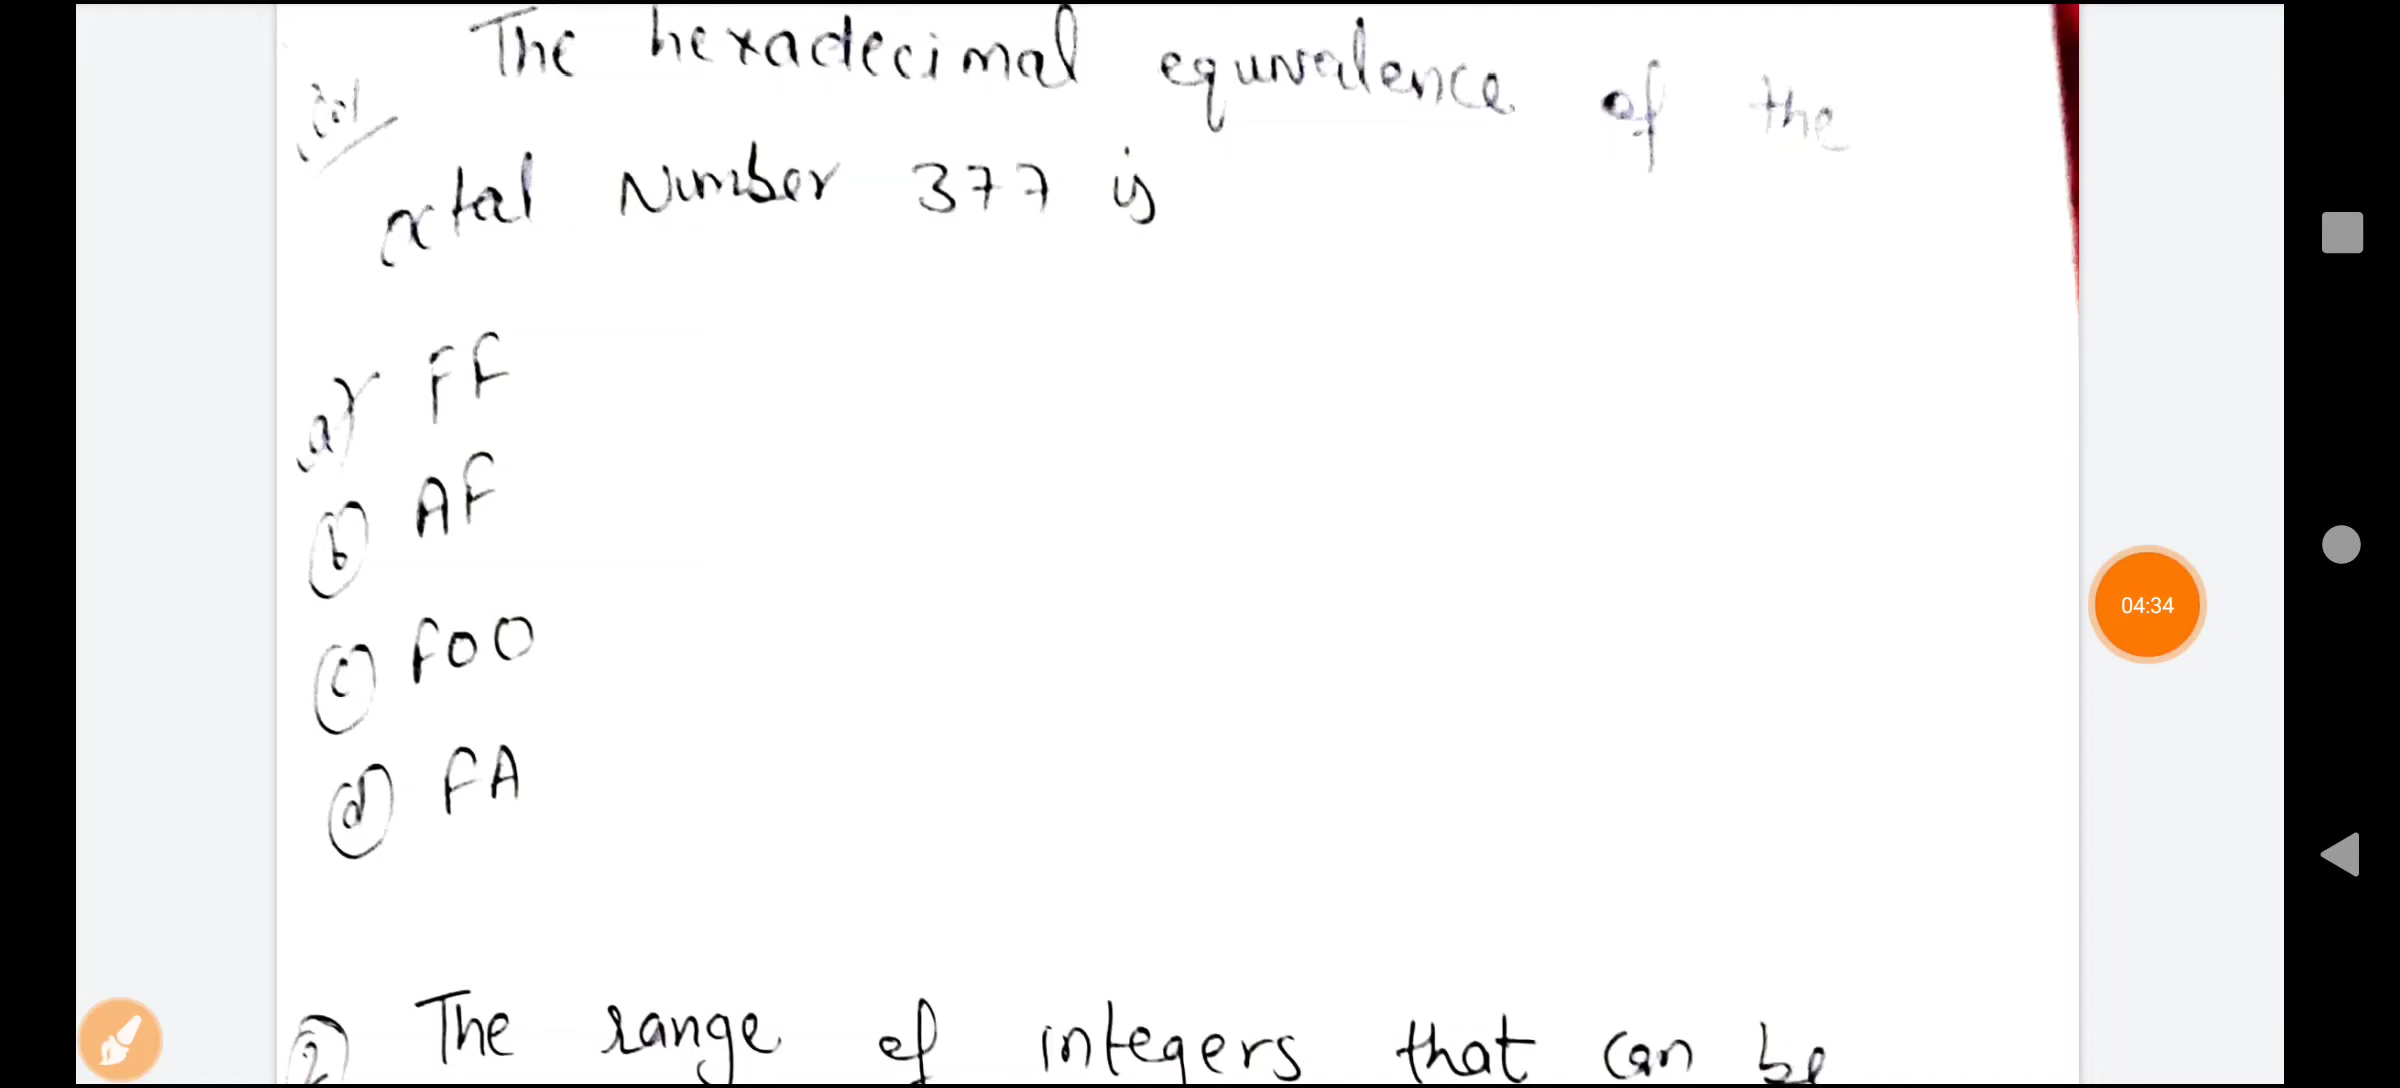 The hexadecimal equivalence of the
octal Number 377 is
a) FF
b) AF
c) F00
d) FA
04:34
2) The range of integers that can be